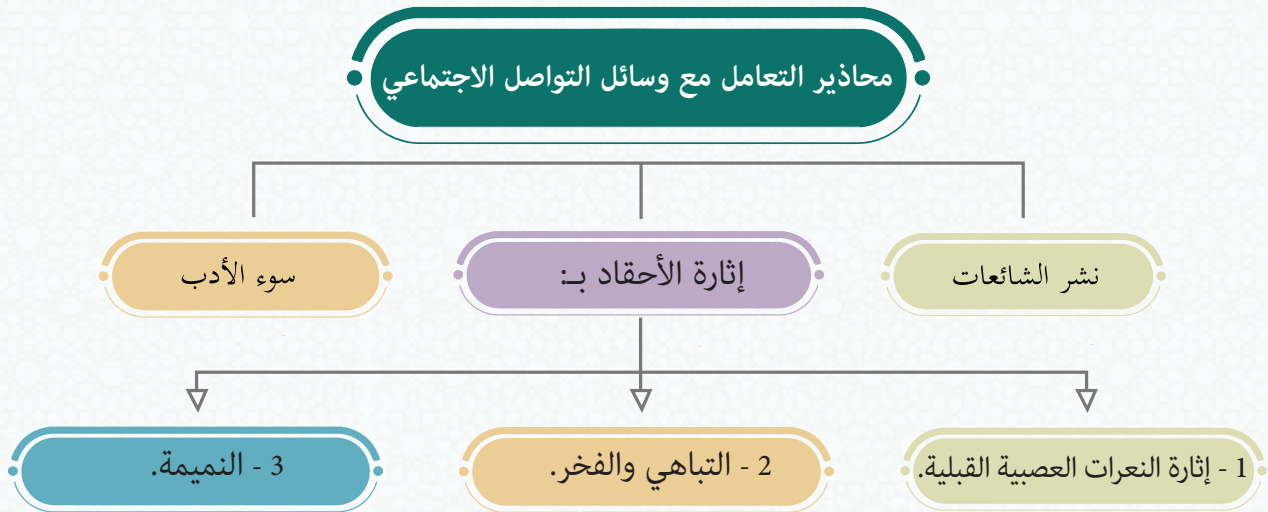 محاذير التعامل مع وسائل التواصل الاجتماعي
نشر الشائعات
إثارة الأحقاد بـ:
سوء الأدب
1 - إثارة النعرات العصبية القبلية.
2 - التباهي والفخر.
3 - النميمة.